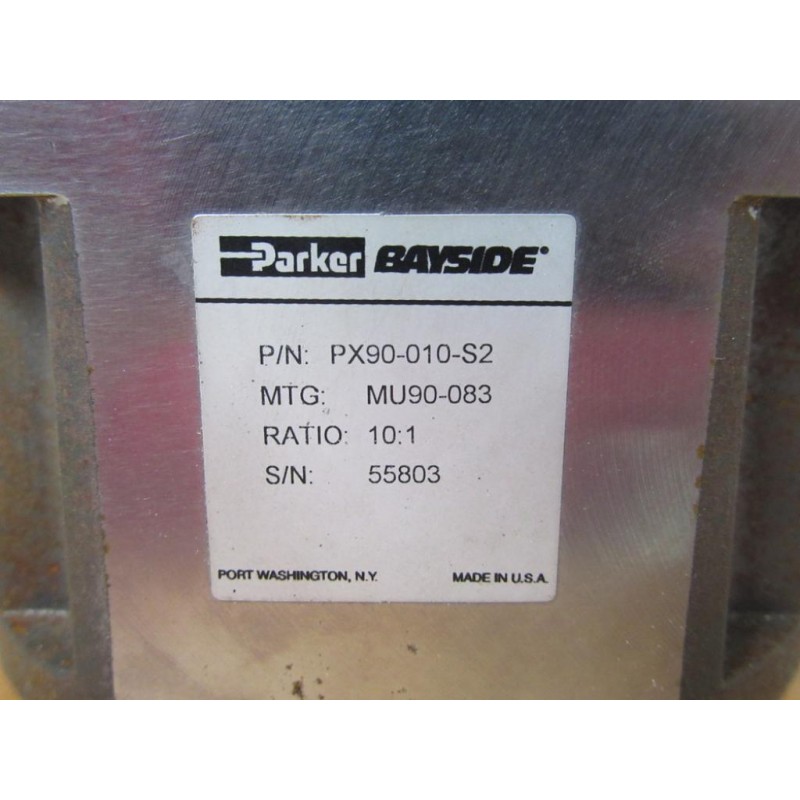 Parker BAYSIDE
P/N: PX90-010-S2
MTG: MU90-083
RATIO: 10:1
S/N: 55803
PORT WASHINGTON, N.Y. MADE IN U.S.A.